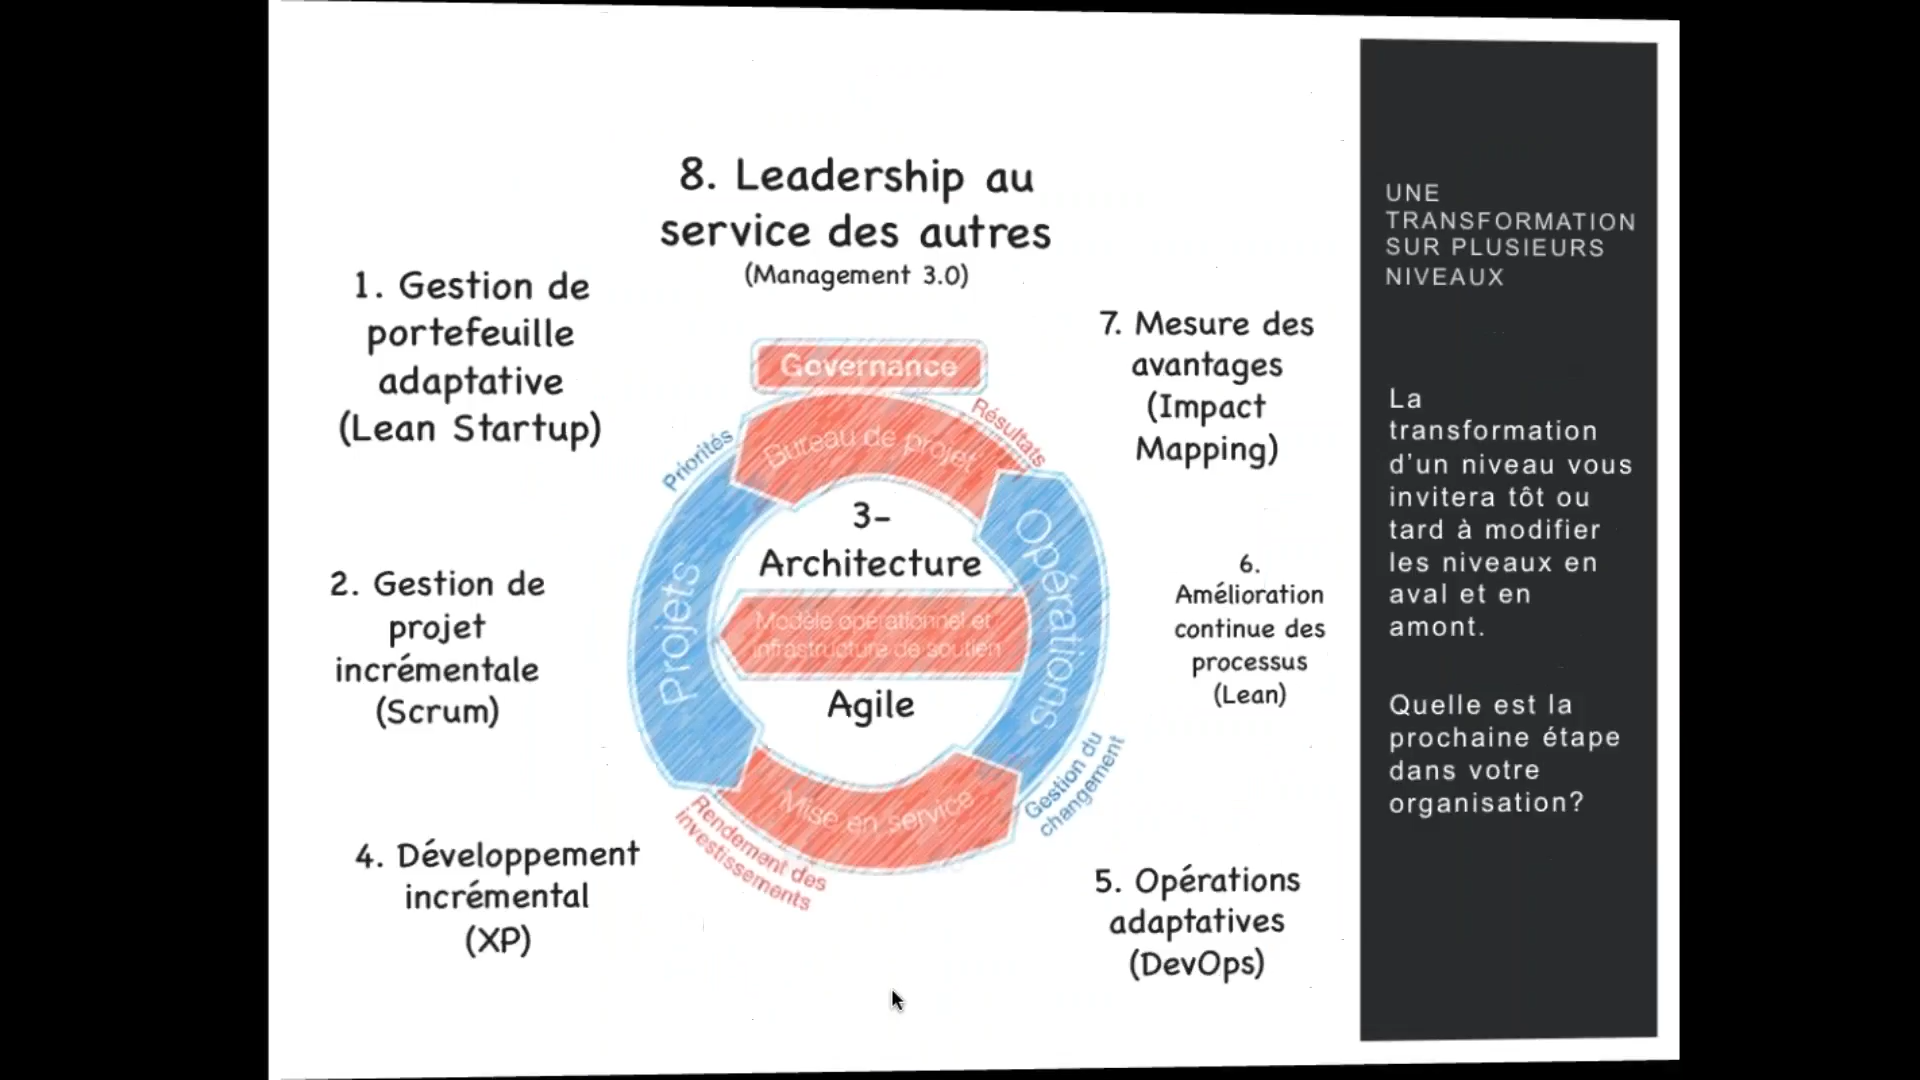 8. Leadership au
service des autres
(Management 3.0)
1. Gestion de
portefeuille
adaptative
(Lean Startup)
7. Mesure des
avantages
(Impact
Mapping)
Governance
Priorités
Bureau de projet
Résultats
3-
Architecture
Modèle opérationnel et
infrastructure de soutien
Agile
Projets
Opérations
2. Gestion de
projet
incrémentale
(Scrum)
6.
Amélioration
continue des
processus
(Lean)
Mise en service
Rendement des
investissements
Gestion du
changement
4. Développement
incrémental
(XP)
5. Opérations
adaptatives
(DevOps)
UNE
TRANSFORMATION
SUR PLUSIEURS
NIVEAUX
La
transformation
d'un niveau vous
invitera tôt ou
tard à modifier
les niveaux en
aval et en
amont.
Quelle est la
prochaine étape
dans votre
organisation?